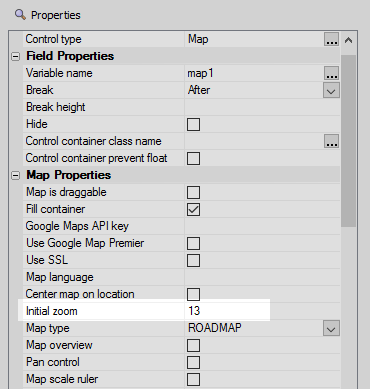 Properties
Control type Map ...
Field Properties
Variable name map1 ...
Break After
Break height
Hide
Control container class name ...
Control container prevent float
Map Properties
Map is draggable
Fill container
Google Maps API key
Use Google Map Premier
Use SSL
Map language
Center map on location
Initial zoom 13
Map type ROADMAP
Map overview
Pan control
Map scale ruler